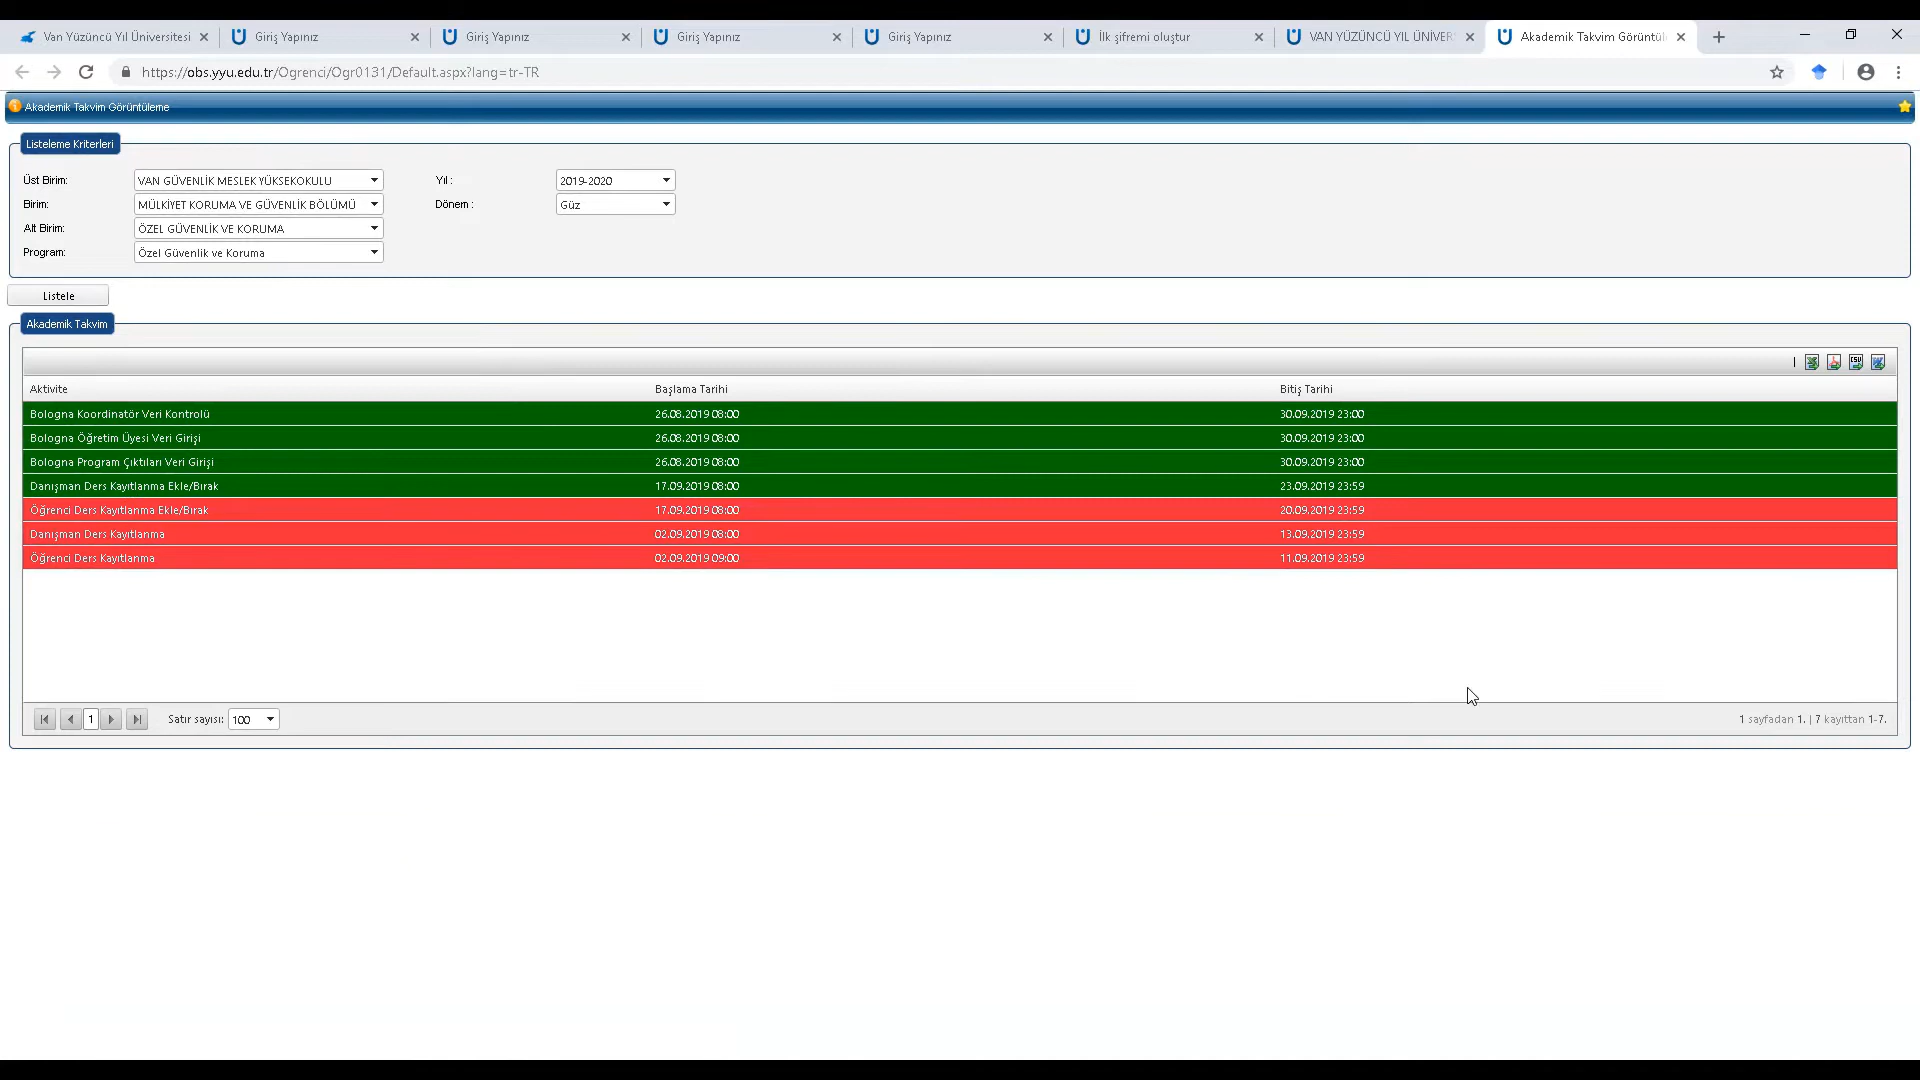 Van Yüzüncü Yıl Üniversitesi
Giriş Yapınız
Giriş Yapınız
Giriş Yapınız
Giriş Yapınız
İlk şifremi oluştur
VAN YÜZÜNCÜ YIL ÜNİVER
Akademik Takvim Görüntül
https://obs.yyu.edu.tr/Ogrenci/Ogr0131/Default.aspx?lang=tr-TR
Akademik Takvim Görüntüleme
Listeleme Kriterleri
Üst Birim: VAN GÜVENLİK MESLEK YÜKSEKOKULU Yıl : 2019-2020
Birim: MÜLKİYET KORUMA VE GÜVENLİK BÖLÜMÜ Dönem : Güz
Alt Birim: ÖZEL GÜVENLİK VE KORUMA
Program: Özel Güvenlik ve Koruma
Listele
Akademik Takvim
CSV
Aktivite Başlama Tarihi Bitiş Tarihi
Bologna Koordinatör Veri Kontrolü 26.08.2019 08:00 30.09.2019 23:00
Bologna Öğretim Üyesi Veri Girişi 26.08.2019 08:00 30.09.2019 23:00
Bologna Program Çıktıları Veri Girişi 26.08.2019 08:00 30.09.2019 23:00
Danışman Ders Kayıtlanma Ekle/Bırak 17.09.2019 08:00 23.09.2019 23:59
Öğrenci Ders Kayıtlanma Ekle/Bırak 17.09.2019 08:00 20.09.2019 23:59
Danışman Ders Kayıtlanma 02.09.2019 08:00 13.09.2019 23:59
Öğrenci Ders Kayıtlanma 02.09.2019 09:00 11.09.2019 23:59
1 Satır sayısı: 100 1 sayfadan 1. | 7 kayıttan 1-7.